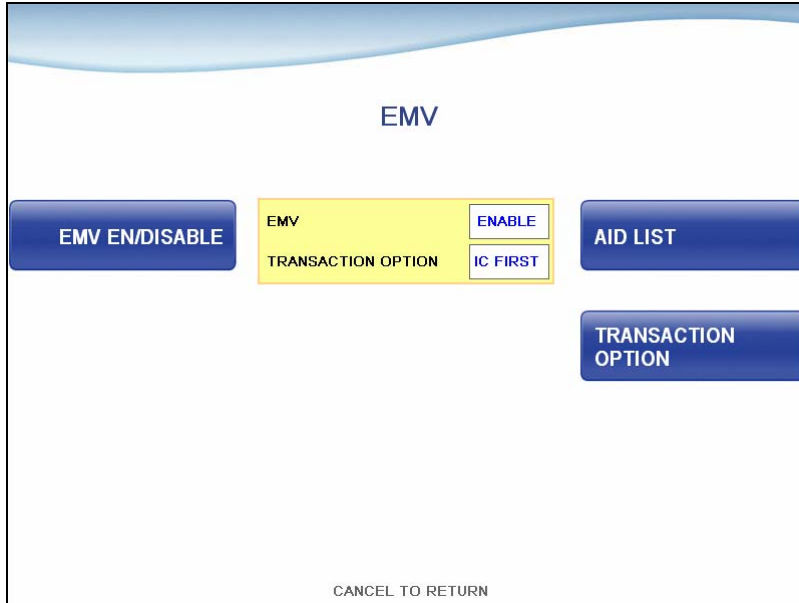 EMV
EMV EN/DISABLE
EMV ENABLE
TRANSACTION OPTION IC FIRST
AID LIST
TRANSACTION
OPTION
CANCEL TO RETURN